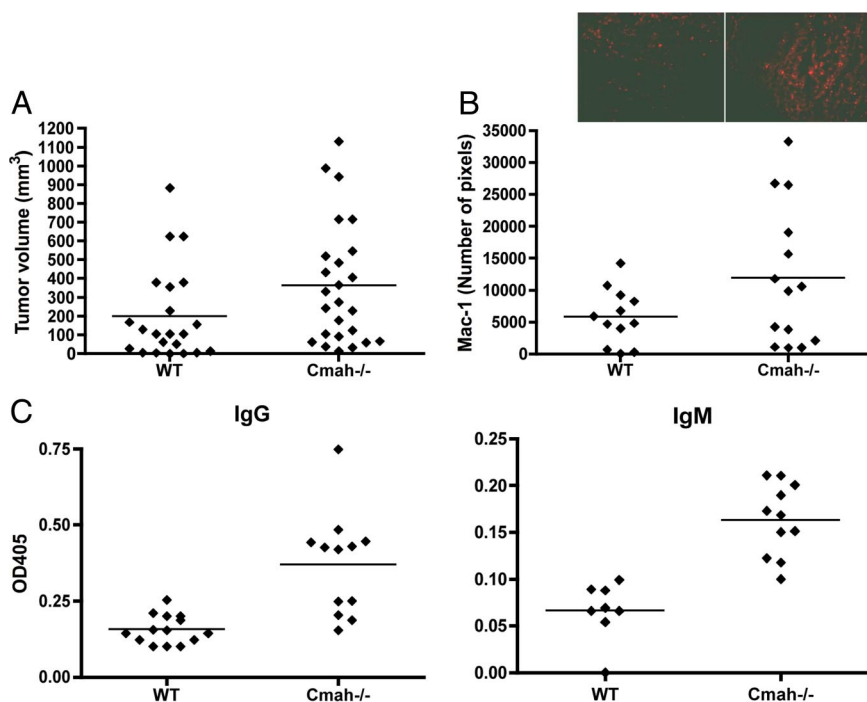 A
Tumor volume (mm³)
1200
1100
1000
900
800
700
600
500
400
300
200
100
0
WT
Cmah-/-
B
Mac-1 (Number of pixels)
35000
30000
25000
20000
15000
10000
5000
0
WT
Cmah-/-
C
IgG
OD405
0.75
0.50
0.25
0.00
WT
Cmah-/-
IgM
0.25
0.20
0.15
0.10
0.05
0.00
WT
Cmah-/-